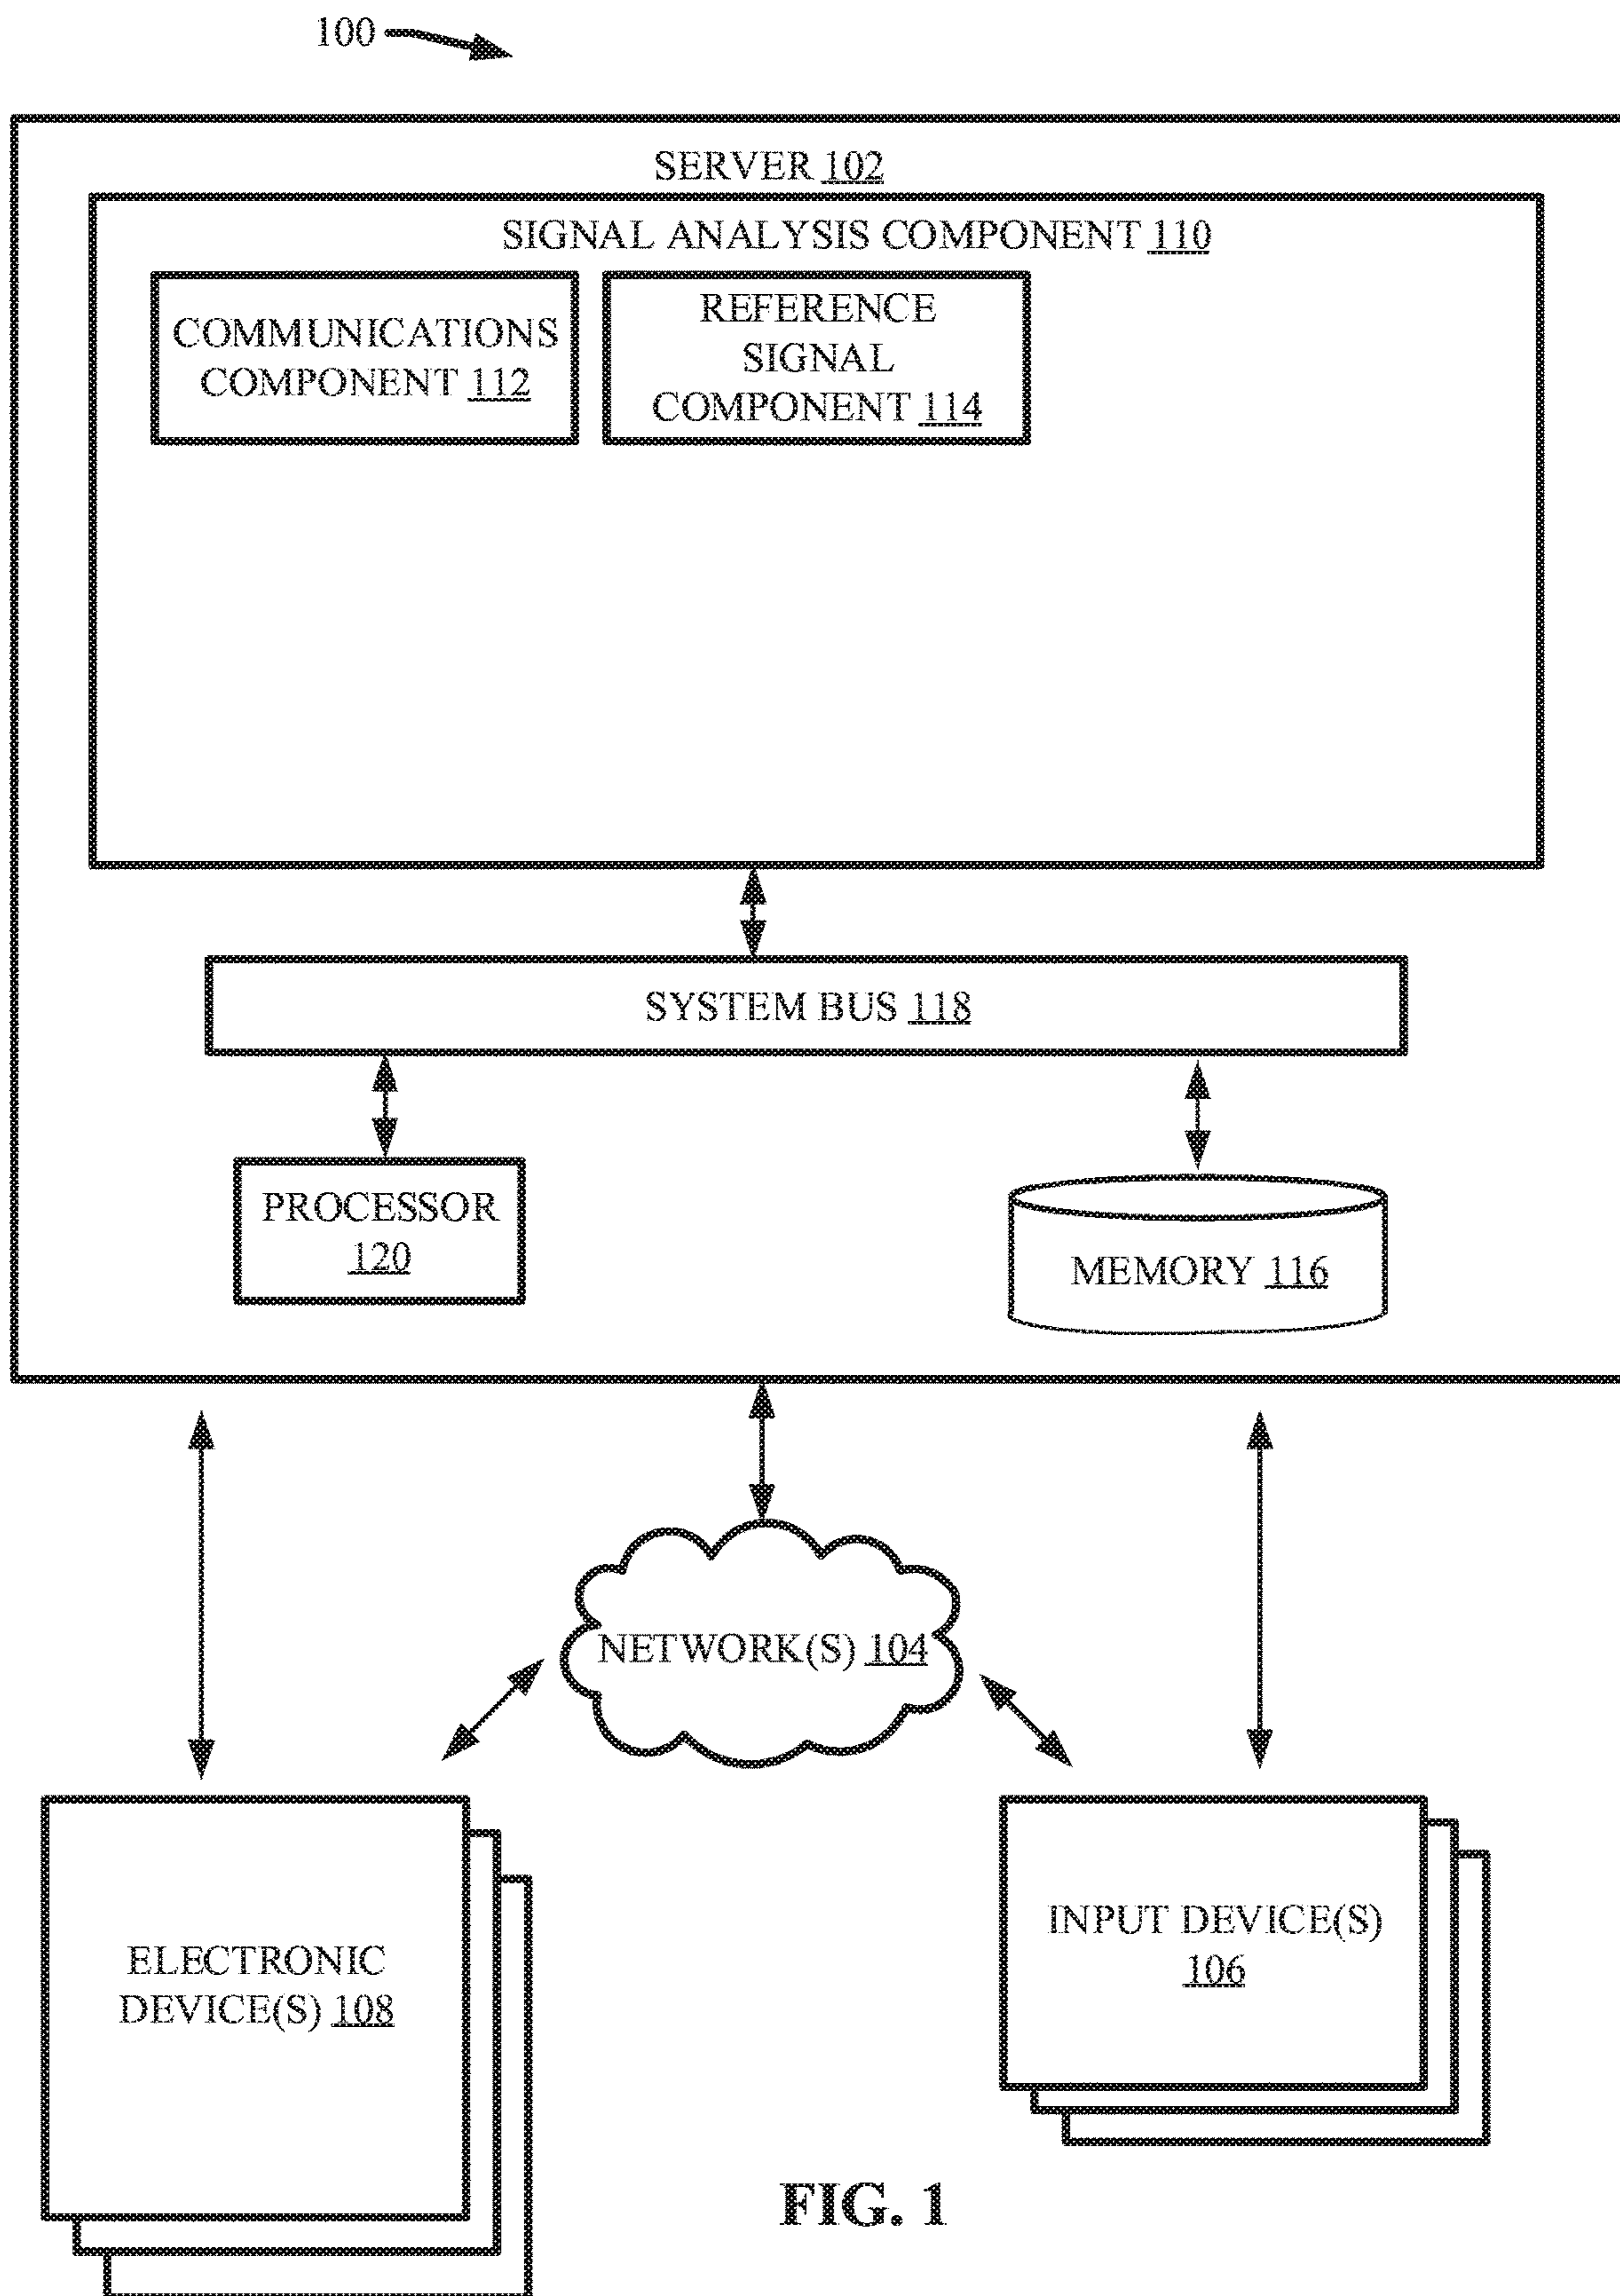 100
SERVER 102
SIGNAL ANALYSIS COMPONENT 110
COMMUNICATIONS
COMPONENT 112
REFERENCE
SIGNAL
COMPONENT 114
SYSTEM BUS 118
PROCESSOR
120
MEMORY 116
NETWORK(S) 104
ELECTRONIC
DEVICE(S) 108
INPUT DEVICE(S)
106
FIG. 1